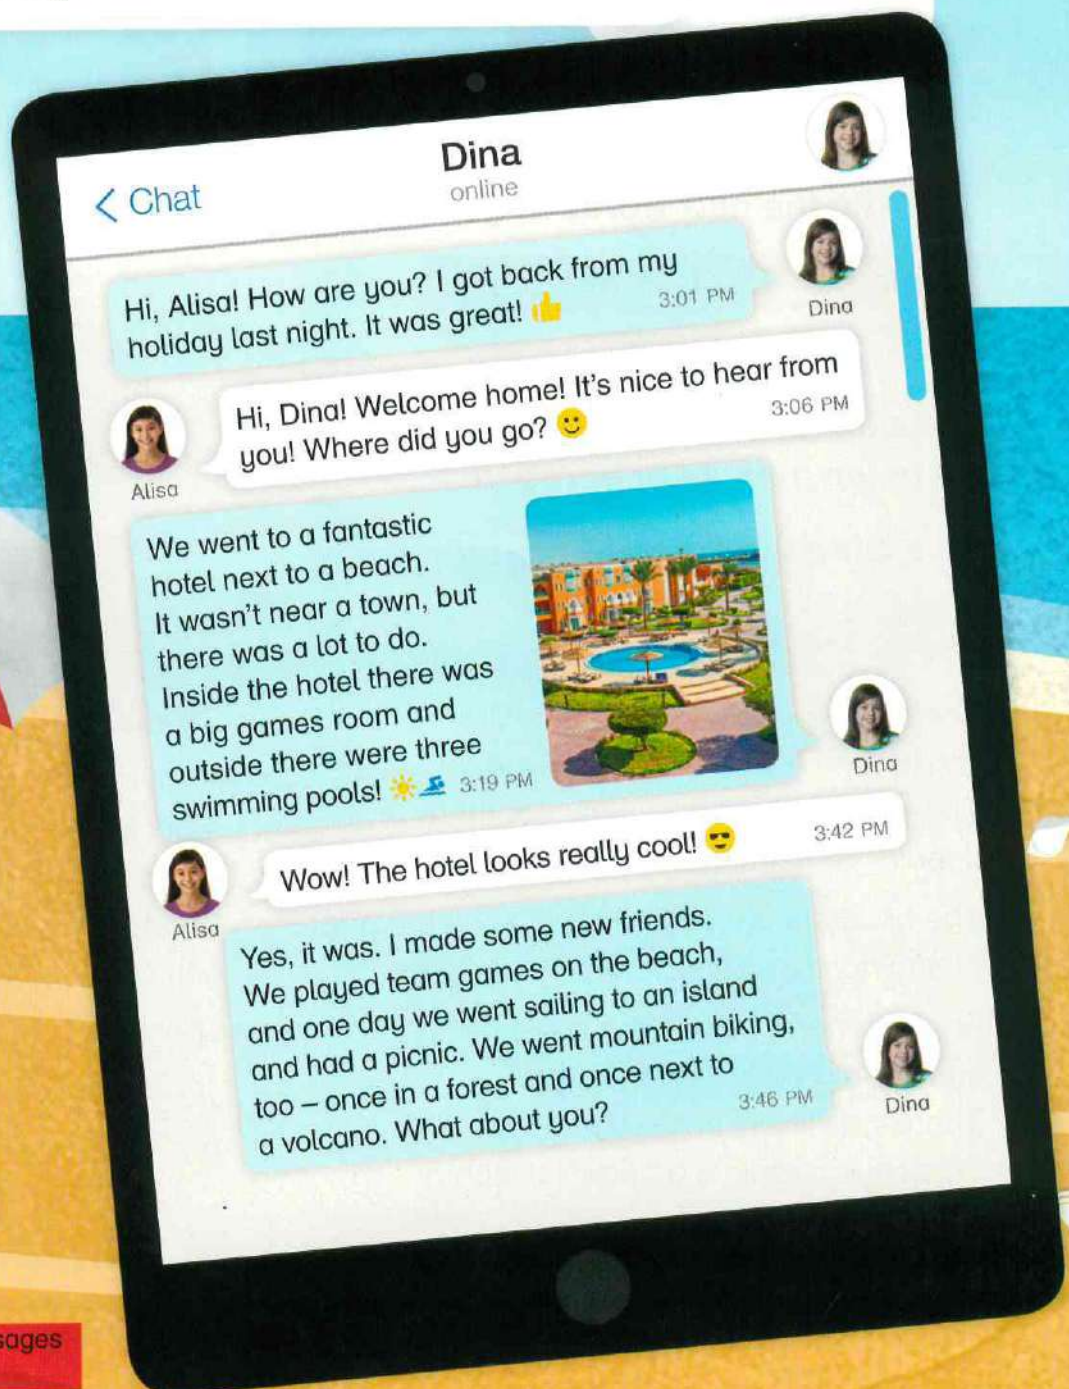 < Chat
Dina
online
Hi, Alisa! How are you? I got back from my
holiday last night. It was great!
3:01 PM
Dina
Hi, Dina! Welcome home! It's nice to hear from
you! Where did you go?
3:06 PM
Alisa
We went to a fantastic
hotel next to a beach.
It wasn't near a town, but
there was a lot to do.
Inside the hotel there was
a big games room and
outside there were three
swimming pools!
3:19 PM
Dina
Wow! The hotel looks really cool!
3:42 PM
Alisa
Yes, it was. I made some new friends.
We played team games on the beach,
and one day we went sailing to an island
and had a picnic. We went mountain biking,
too – once in a forest and once next to
a volcano. What about you?
3:46 PM
Dina